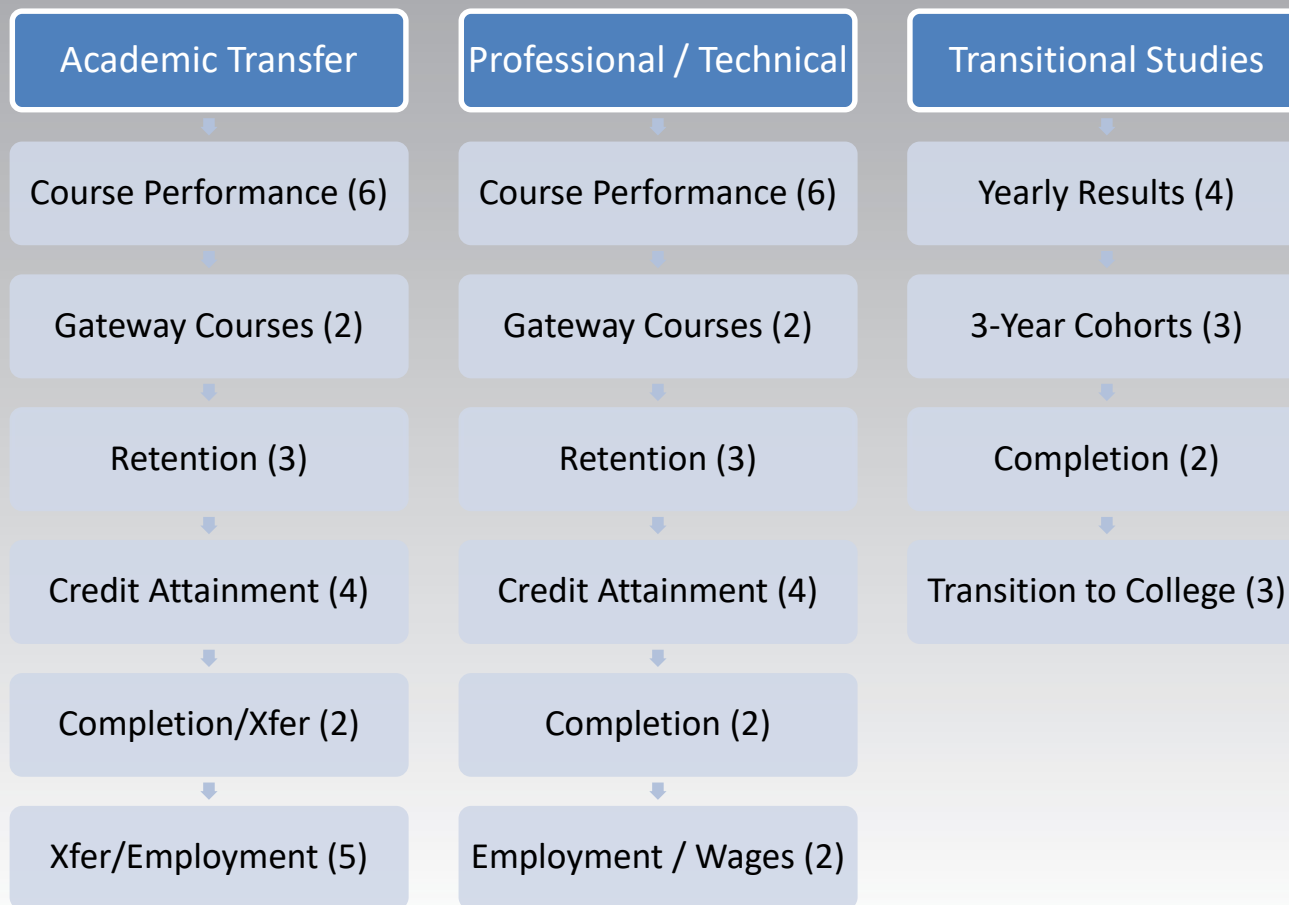 Academic Transfer
Course Performance (6)
Gateway Courses (2)
Retention (3)
Credit Attainment (4)
Completion/Xfer (2)
Xfer/Employment (5)
Professional / Technical
Course Performance (6)
Gateway Courses (2)
Retention (3)
Credit Attainment (4)
Completion (2)
Employment / Wages (2)
Transitional Studies
Yearly Results (4)
3-Year Cohorts (3)
Completion (2)
Transition to College (3)